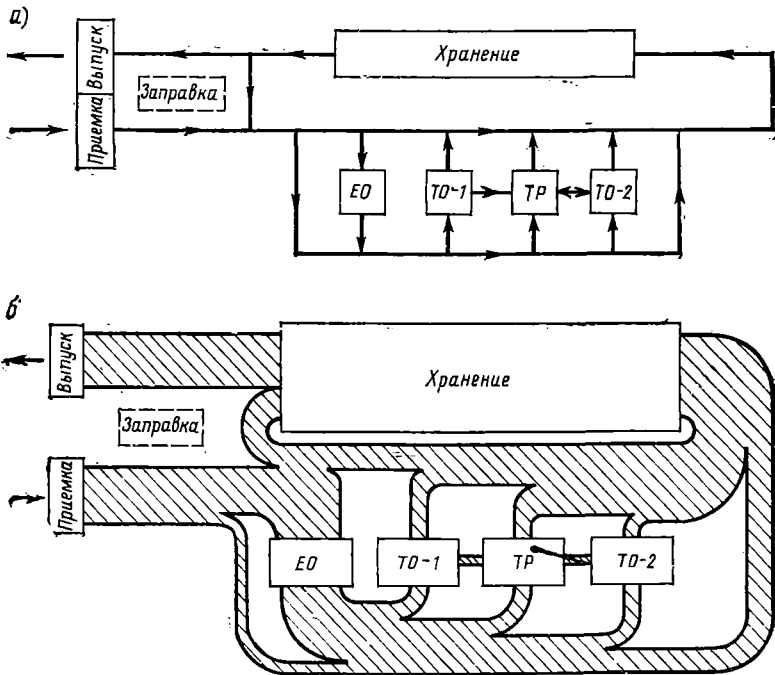 а)
Выпуск
Хранение
Заправка
Приемка
ЕО
ТО-1
ТР
ТО-2
б
Выпуск
Хранение
Заправка
Приемка
ЕО
ТО-1
ТР
ТО-2